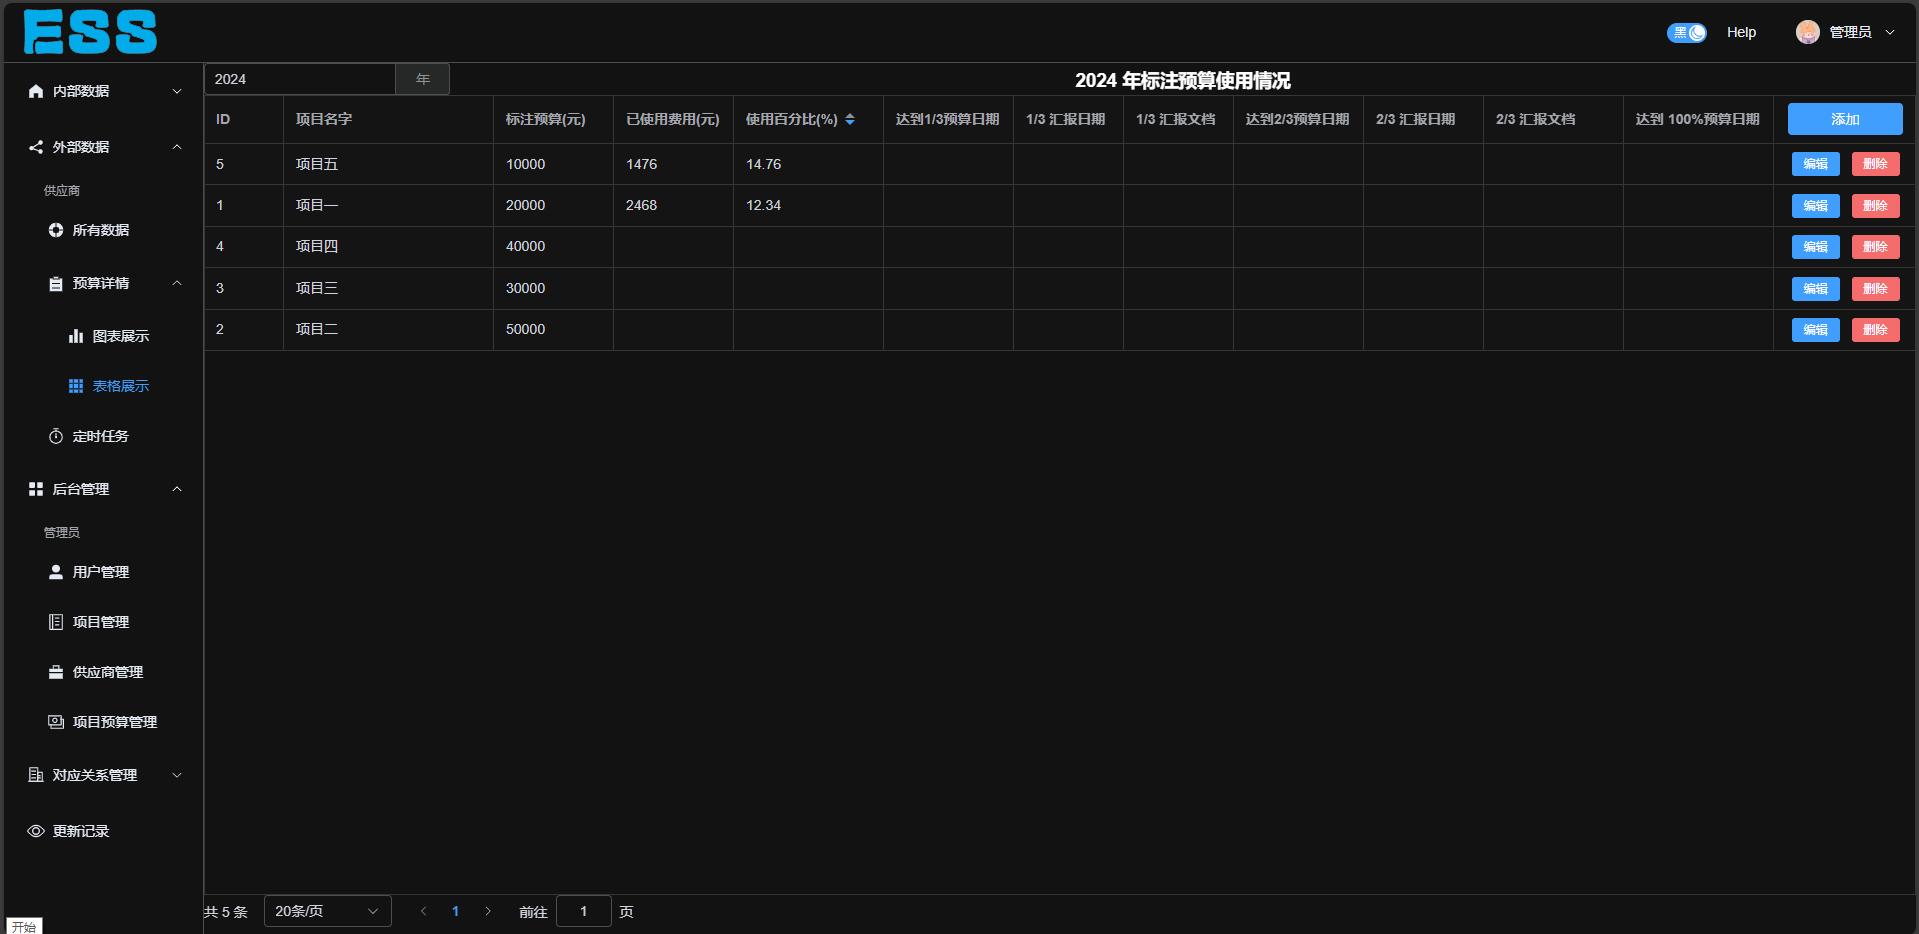 ESS
黑
Help
管理员
内部数据
外部数据
供应商
所有数据
预算详情
图表展示
表格展示
定时任务
后台管理
管理员
用户管理
项目管理
供应商管理
项目预算管理
对应关系管理
更新记录
开始
2024 年
2024 年标注预算使用情况
ID 项目名字 标注预算(元) 已使用费用(元) 使用百分比(%) 达到1/3预算日期 1/3 汇报日期 1/3 汇报文档 达到2/3预算日期 2/3 汇报日期 2/3 汇报文档 达到 100%预算日期 添加
5 项目五 10000 1476 14.76 编辑 删除
1 项目一 20000 2468 12.34 编辑 删除
4 项目四 40000 编辑 删除
3 项目三 30000 编辑 删除
2 项目二 50000 编辑 删除
共 5 条 20条/页 1 前往 1 页